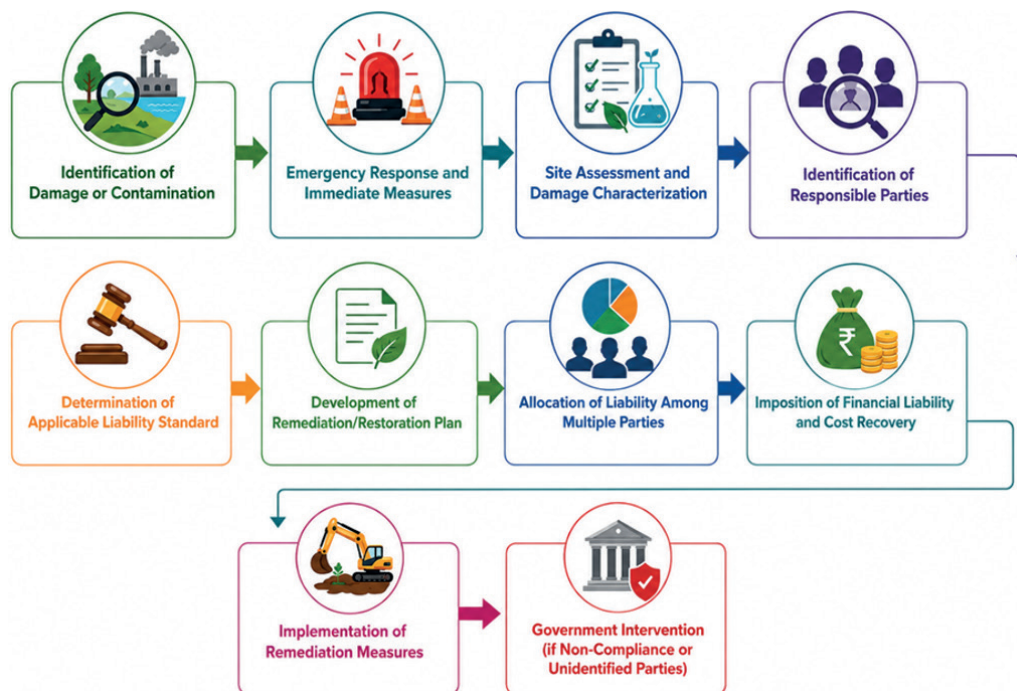 Identification of
Damage or Contamination
Emergency Response and
Immediate Measures
Site Assessment and
Damage Characterization
Identification of
Responsible Parties
Determination of
Applicable Liability Standard
Development of
Remediation/Restoration Plan
Allocation of Liability Among
Multiple Parties
₹
Imposition of Financial Liability
and Cost Recovery
Implementation of
Remediation Measures
Government Intervention
(if Non-Compliance or
Unidentified Parties)